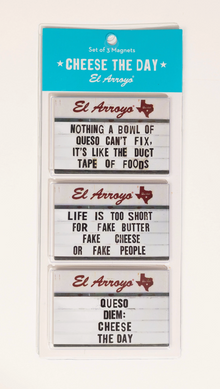 Set of 3 Magnets
CHEESE THE DAY
El Arroyo
El Arroyo
NOTHING A BOWL OF
QUESO CAN'T FIX,
IT'S LIKE THE DUCT
TAPE OF FOODS
El Arroyo
LIFE IS TOO SHORT
FOR FAKE BUTTER
FAKE CHEESE
OR FAKE PEOPLE
El Arroyo
QUESO
DIEM:
CHEESE
THE DAY